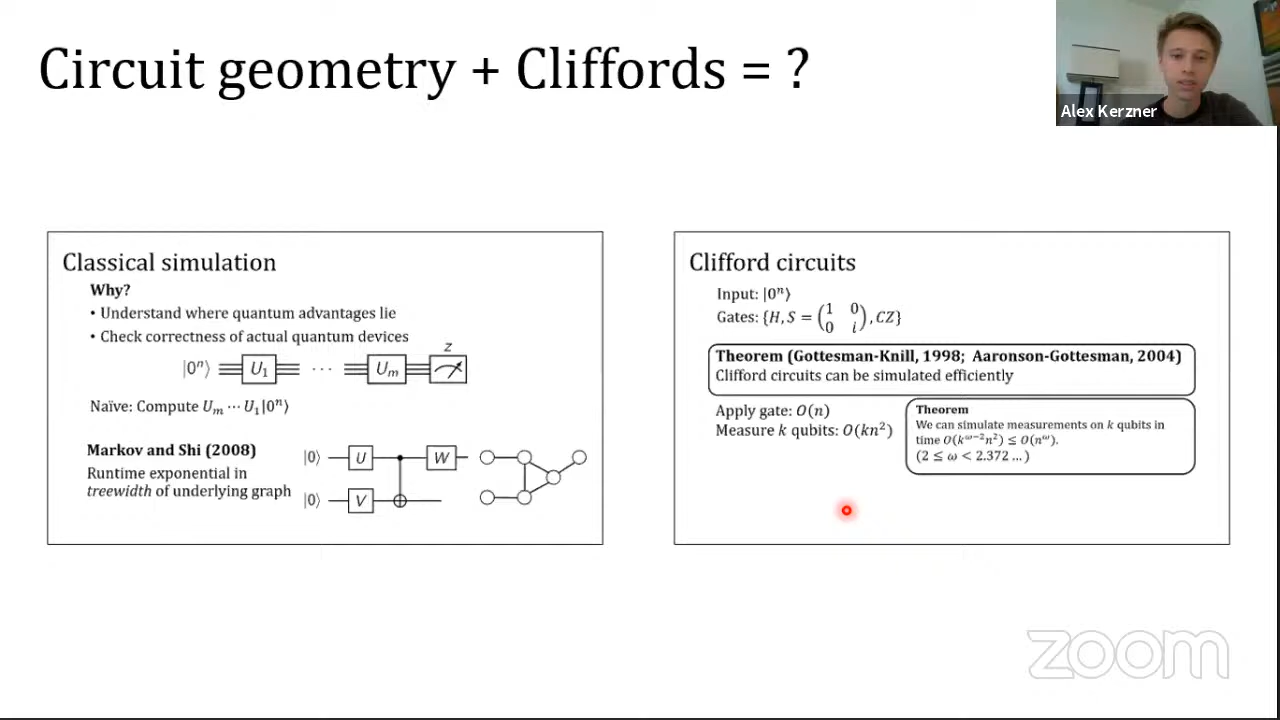 Circuit geometry + Cliffords = ?
Alex Kerzner
Classical simulation
Why?
• Understand where quantum advantages lie
• Check correctness of actual quantum devices
|0ⁿ⟩ U₁ ··· Uₘ z
Naïve: Compute Uₘ ··· U₁|0ⁿ⟩
Markov and Shi (2008)
Runtime exponential in
treewidth of underlying graph
|0⟩ U W
|0⟩ V
Clifford circuits
Input: |0ⁿ⟩
Gates: {H, S = (1 0
0 i), CZ}
Theorem (Gottesman-Knill, 1998; Aaronson-Gottesman, 2004)
Clifford circuits can be simulated efficiently
Apply gate: O(n)
Measure k qubits: O(kn²)
Theorem
We can simulate measurements on k qubits in
time O(k^{ω−2}n²) ≤ O(n^ω).
(2 ≤ ω < 2.372 ...)
zoom